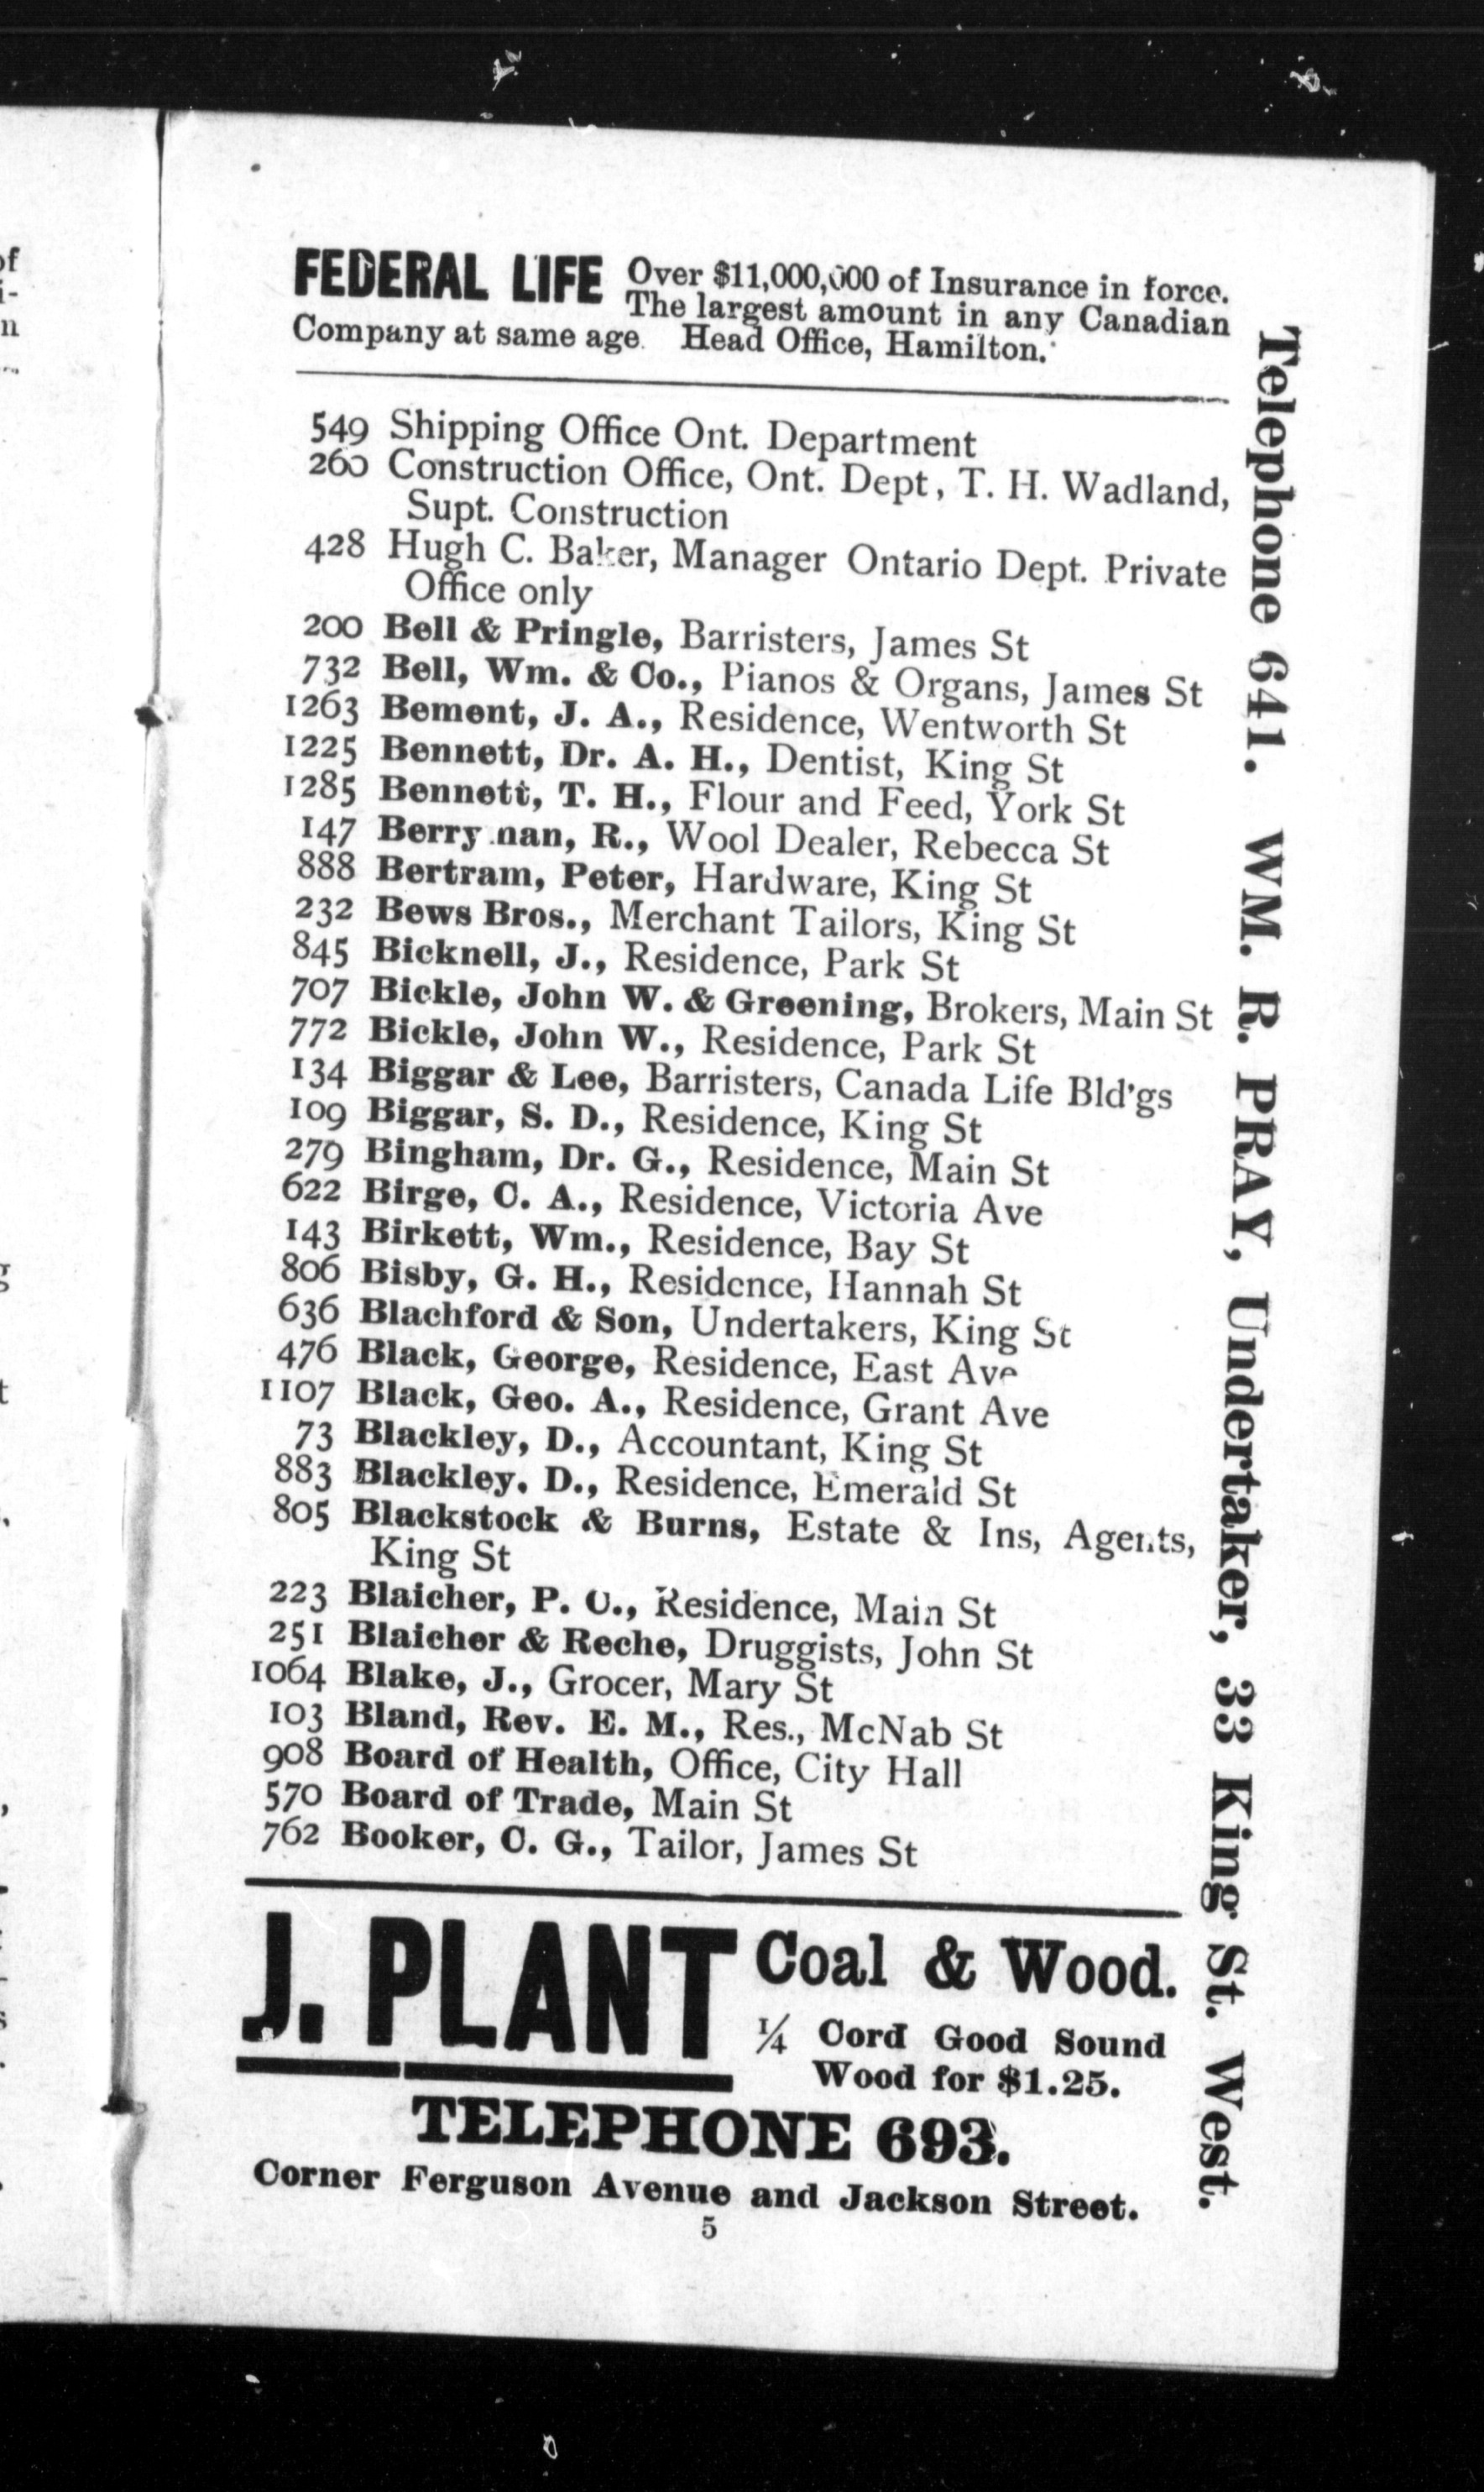 FEDERAL LIFE Over $11,000,000 of Insurance in force.
The largest amount in any Canadian
Company at same age. Head Office, Hamilton.
549 Shipping Office Ont. Department
260 Construction Office, Ont. Dept, T. H. Wadland,
Supt. Construction
428 Hugh C. Baker, Manager Ontario Dept. Private
Office only
200 Bell & Pringle, Barristers, James St
732 Bell, Wm. & Co., Pianos & Organs, James St
1263 Bement, J. A., Residence, Wentworth St
1225 Bennett, Dr. A. H., Dentist, King St
1285 Bennett, T. H., Flour and Feed, York St
147 Berryman, R., Wool Dealer, Rebecca St
888 Bertram, Peter, Hardware, King St
232 Bews Bros., Merchant Tailors, King St
845 Bicknell, J., Residence, Park St
707 Bickle, John W. & Greening, Brokers, Main St
772 Bickle, John W., Residence, Park St
134 Biggar & Lee, Barristers, Canada Life Bld'gs
109 Biggar, S. D., Residence, King St
279 Bingham, Dr. G., Residence, Main St
622 Birge, C. A., Residence, Victoria Ave
143 Birkett, Wm., Residence, Bay St
806 Bisby, G. H., Residence, Hannah St
636 Blachford & Son, Undertakers, King St
476 Black, George, Residence, East Ave
1107 Black, Geo. A., Residence, Grant Ave
73 Blackley, D., Accountant, King St
883 Blackley. D., Residence, Emerald St
805 Blackstock & Burns, Estate & Ins, Agents,
King St
223 Blaicher, P. C., Residence, Main St
251 Blaicher & Reche, Druggists, John St
1064 Blake, J., Grocer, Mary St
103 Bland, Rev. E. M., Res., McNab St
908 Board of Health, Office, City Hall
570 Board of Trade, Main St
762 Booker, C. G., Tailor, James St
J. PLANT Coal & Wood.
¼ Cord Good Sound
Wood for $1.25.
TELEPHONE 693.
Corner Ferguson Avenue and Jackson Street.
5
Telephone 641. WM. R. PRAY, Undertaker, 33 King St. West.